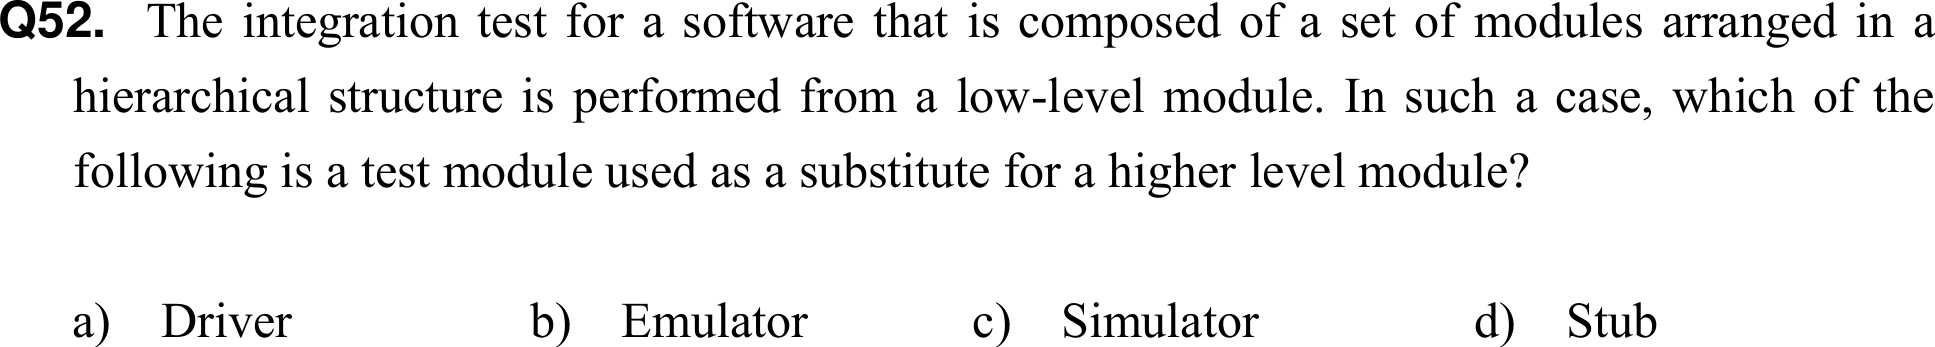 Q52. The integration test for a software that is composed of a set of modules arranged in a
hierarchical structure is performed from a low-level module. In such a case, which of the
following is a test module used as a substitute for a higher level module?
a) Driver b) Emulator c) Simulator d) Stub